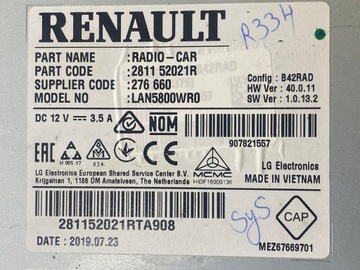 RENAULT
R334
PART NAME : RADIO-CAR
PART CODE : 2811 52021R
SUPPLIER CODE : 276 660
MODEL NO : LAN5800WR0
Config : B42RAD
HW Ver : 40.0.11
SW Ver : 1.0.13.2
DC 12 V 3.5 A
NOM
907821557
EAC
MCMC
HIDF16000136
LG Electronics
MADE IN VIETNAM
LG Electronics European Shared Service Center B.V.
Krijgsman 1, 1186 DM Amstelveen, The Netherlands
281152021RTA908
DATE : 2019.07.23
Sys
CAP
MEZ67669701